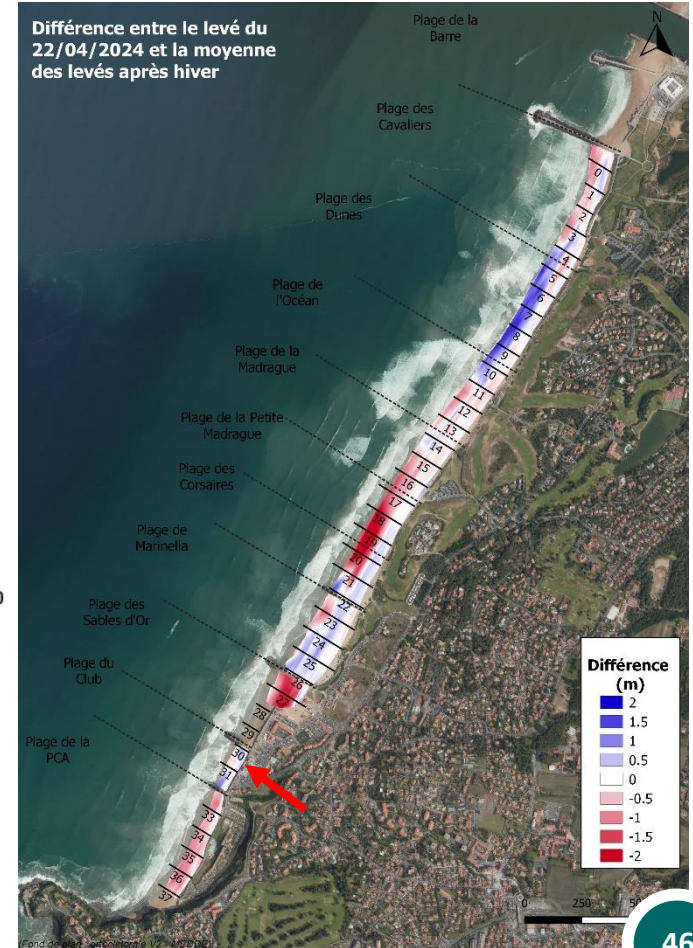 Différence entre le levé du
22/04/2024 et la moyenne
des levés après hiver
Plage de la
Barre
N
Plage des
Cavaliers
0
1
Plage des
Dunes
2
3
4
5
Plage de
l'Océan
6
7
8
9
Plage de la
Madrague
10
11
12
13
Plage de la Petite
Madrague
14
15
16
Plage des
Corsaires
17
18
19
Plage de
Marinella
20
21
22
0
Plage des
Sables d'Or
23
24
25
Plage du
Club
26
27
28
29
Plage de la
PCA
30
31
33
34
35
36
37
Différence
(m)
2
1.5
1
0.5
0
-0.5
-1
-1.5
-2
0 250
46
(Fond de plan